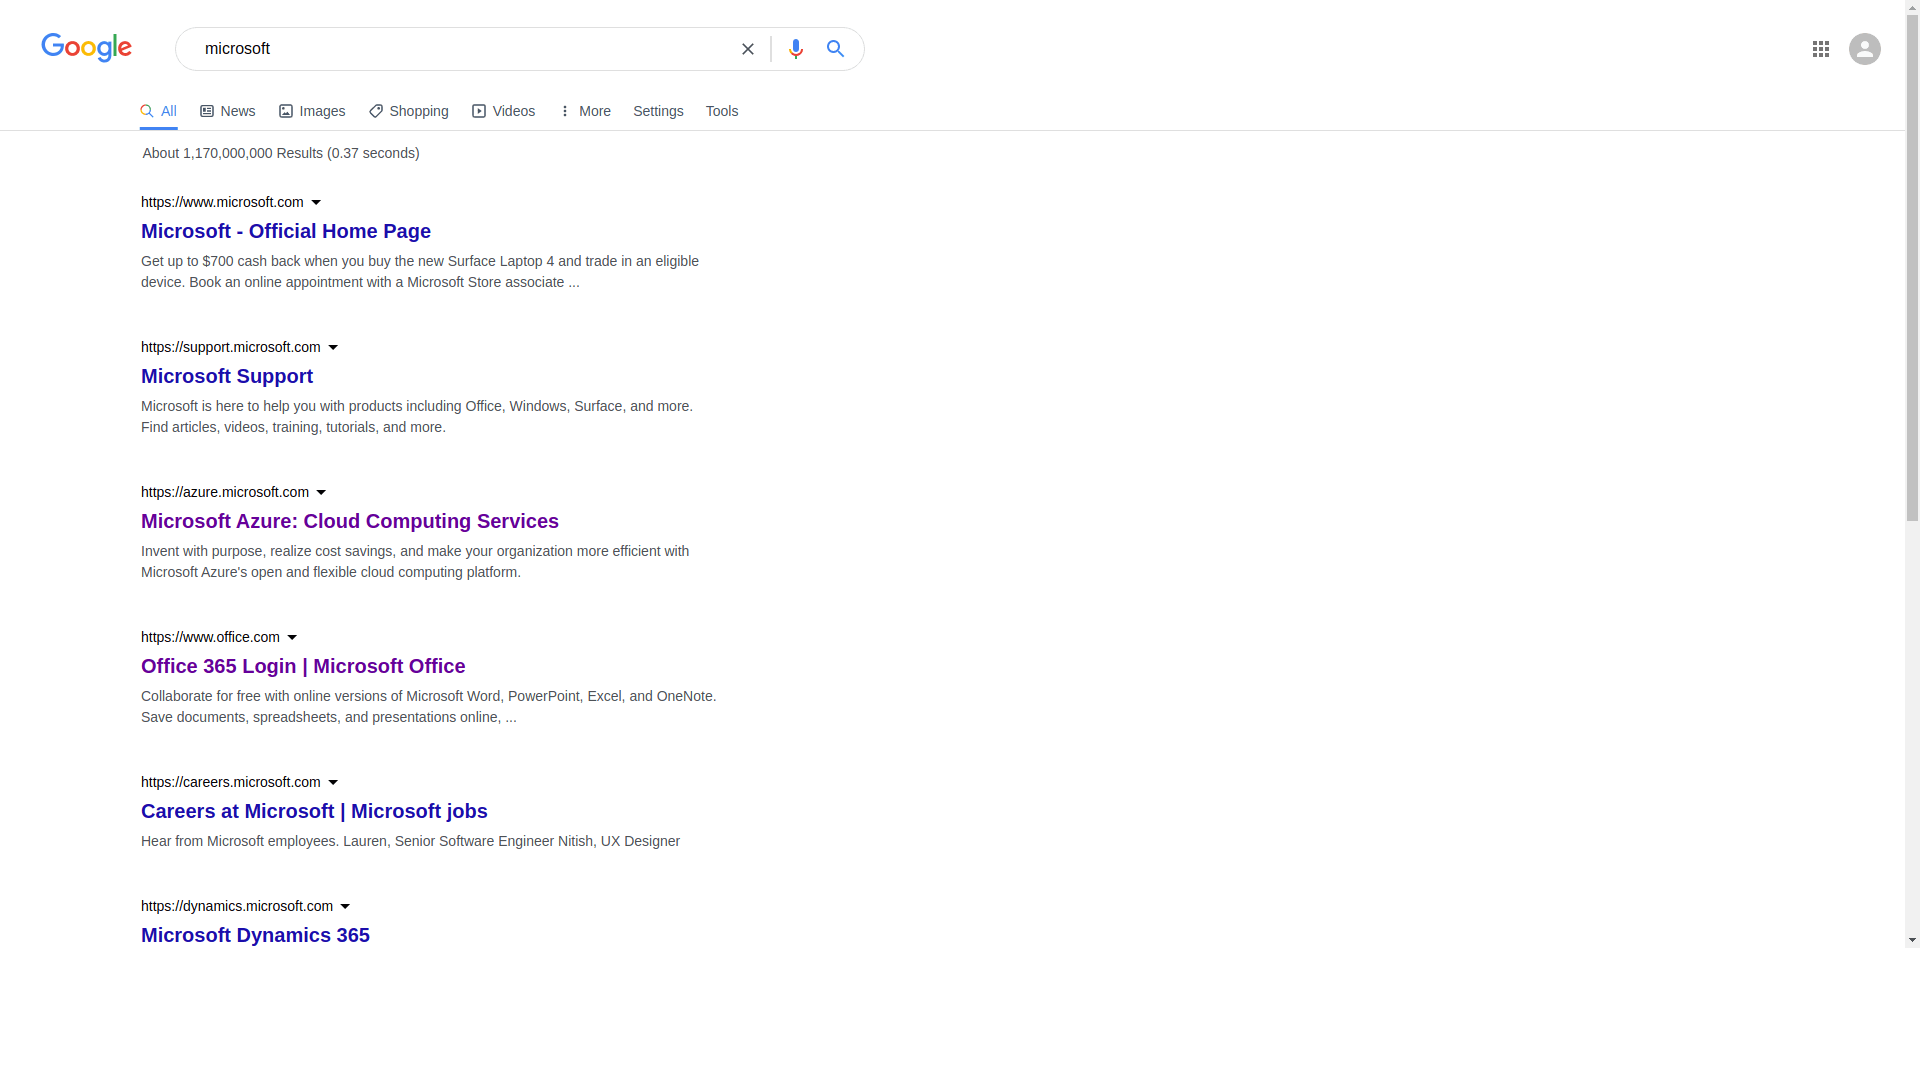 Google
microsoft
All
News
Images
Shopping
Videos
More
Settings
Tools
About 1,170,000,000 Results (0.37 seconds)
https://www.microsoft.com
Microsoft - Official Home Page
Get up to $700 cash back when you buy the new Surface Laptop 4 and trade in an eligible
device. Book an online appointment with a Microsoft Store associate ...
https://support.microsoft.com
Microsoft Support
Microsoft is here to help you with products including Office, Windows, Surface, and more.
Find articles, videos, training, tutorials, and more.
https://azure.microsoft.com
Microsoft Azure: Cloud Computing Services
Invent with purpose, realize cost savings, and make your organization more efficient with
Microsoft Azure's open and flexible cloud computing platform.
https://www.office.com
Office 365 Login | Microsoft Office
Collaborate for free with online versions of Microsoft Word, PowerPoint, Excel, and OneNote.
Save documents, spreadsheets, and presentations online, ...
https://careers.microsoft.com
Careers at Microsoft | Microsoft jobs
Hear from Microsoft employees. Lauren, Senior Software Engineer Nitish, UX Designer
https://dynamics.microsoft.com
Microsoft Dynamics 365